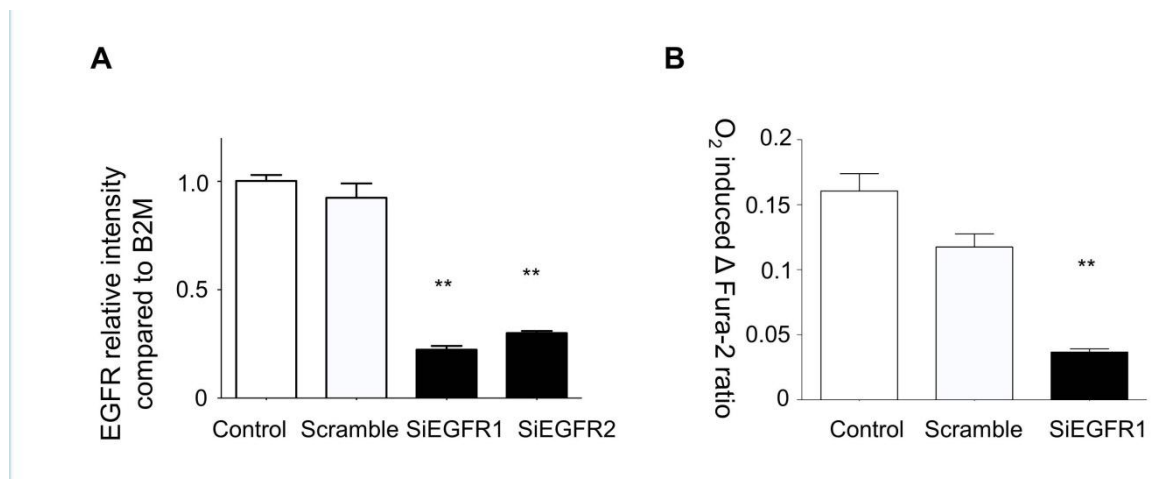 A
EGFR relative intensity
compared to B2M
1.0
0.5
0
**
**
Control Scramble SiEGFR1 SiEGFR2
B
O₂ induced Δ Fura-2 ratio
0.2
0.15
0.1
0.05
0
**
Control Scramble SiEGFR1